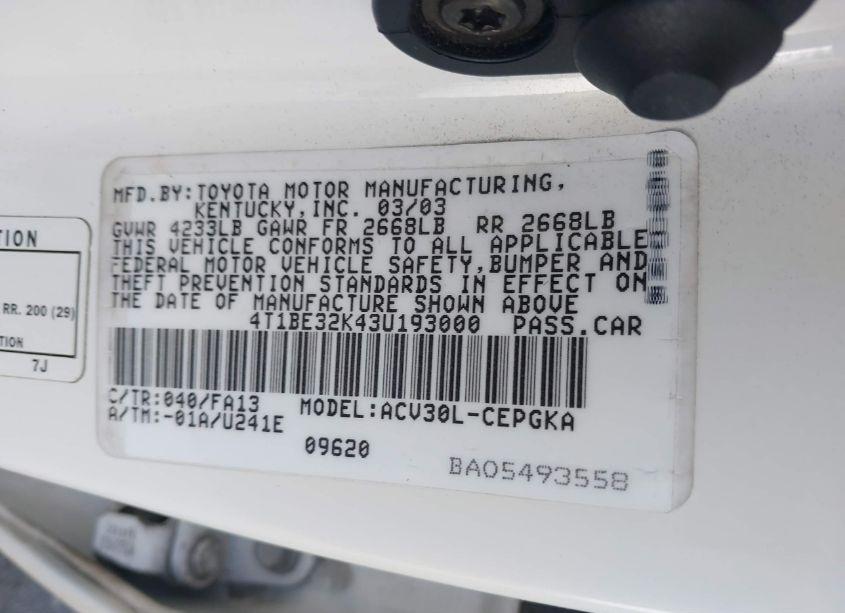 MFD.BY:TOYOTA MOTOR MANUFACTURING,
KENTUCKY,INC. 03/03
GVWR 4233LB GAWR FR 2668LB RR 2668LB
THIS VEHICLE CONFORMS TO ALL APPLICABLE
FEDERAL MOTOR VEHICLE SAFETY,BUMPER AND
THEFT PREVENTION STANDARDS IN EFFECT ON
THE DATE OF MANUFACTURE SHOWN ABOVE
4T1BE32K43U193000 PASS.CAR
C/TR:040/FA13 MODEL:ACV30L-CEPGKA
A/TM:-01A/U241E
09620
BA05493558
TION
RR. 200 (29)
TION
7J